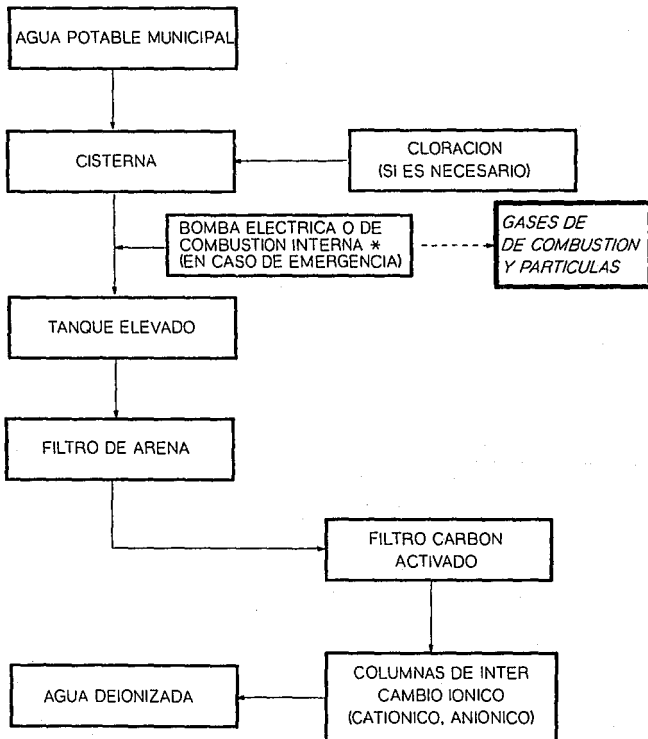 AGUA POTABLE MUNICIPAL
CISTERNA
CLORACION
(SI ES NECESARIO)
BOMBA ELECTRICA O DE
COMBUSTION INTERNA *
(EN CASO DE EMERGENCIA)
GASES DE
DE COMBUSTION
Y PARTICULAS
TANQUE ELEVADO
FILTRO DE ARENA
FILTRO CARBON
ACTIVADO
COLUMNAS DE INTER
CAMBIO IONICO
(CATIONICO, ANIONICO)
AGUA DEIONIZADA